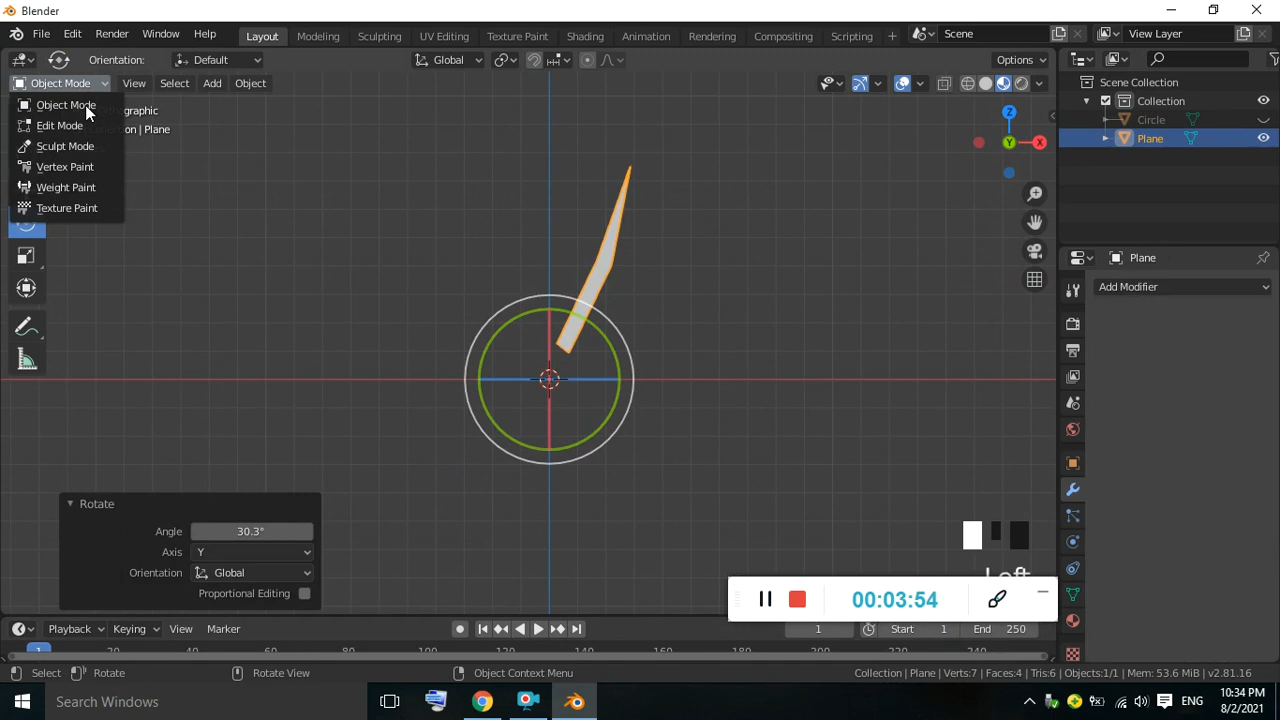 Blender
File Edit Render Window Help Layout Modeling Sculpting UV Editing Texture Paint Shading Animation Rendering Compositing Scripting + Scene View Layer
Orientation: Default Global Options
Object Mode View Select Add Object Scene Collection
Object Mode Collection
Edit Mode Collection | Plane Circle
Sculpt Mode Plane
Vertex Paint
Weight Paint
Texture Paint
Z
Y X
Plane
Add Modifier
Rotate
Angle 30.3°
Axis Y
Orientation Global
Proportional Editing
Left
00:03:54
Playback Keying View Marker 1 Start 1 End 250
1 20 40 60 80 100 120 140 160 180 200 220 240
Select Rotate Rotate View Object Context Menu Collection | Plane | Verts:7 | Faces:4 | Tris:6 | Objects:1/1 | Mem: 53.6 MiB | v2.81.16
Search Windows ENG 10:34 PM
8/2/2021